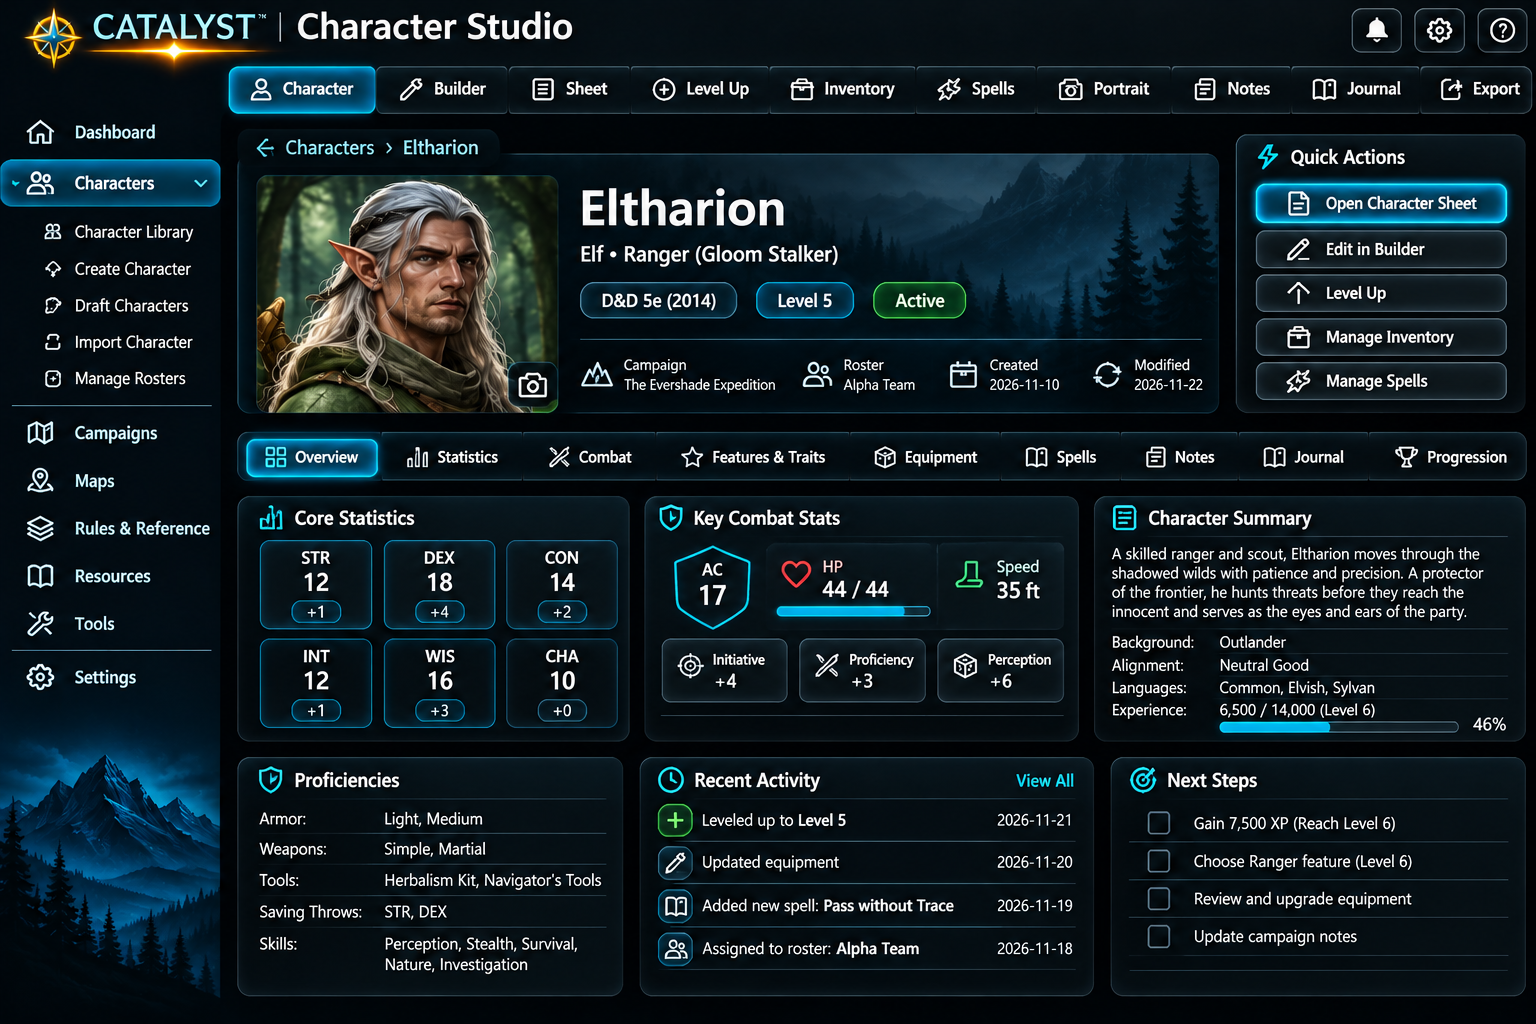 CATALYST™ | Character Studio
Character
Builder
Sheet
Level Up
Inventory
Spells
Portrait
Notes
Journal
Export
Dashboard
Characters
Character Library
Create Character
Draft Characters
Import Character
Manage Rosters
Campaigns
Maps
Rules & Reference
Resources
Tools
Settings
Characters › Eltharion
Eltharion
Elf • Ranger (Gloom Stalker)
D&D 5e (2014)
Level 5
Active
Campaign
The Evershade Expedition
Roster
Alpha Team
Created
2026-11-10
Modified
2026-11-22
Quick Actions
Open Character Sheet
Edit in Builder
Level Up
Manage Inventory
Manage Spells
Overview
Statistics
Combat
Features & Traits
Equipment
Spells
Notes
Journal
Progression
Core Statistics
STR
12
+1
DEX
18
+4
CON
14
+2
INT
12
+1
WIS
16
+3
CHA
10
+0
Key Combat Stats
AC
17
HP
44 / 44
Speed
35 ft
Initiative
+4
Proficiency
+3
Perception
+6
Character Summary
A skilled ranger and scout, Eltharion moves through the
shadowed wilds with patience and precision. A protector
of the frontier, he hunts threats before they reach the
innocent and serves as the eyes and ears of the party.
Background: Outlander
Alignment: Neutral Good
Languages: Common, Elvish, Sylvan
Experience: 6,500 / 14,000 (Level 6)
46%
Proficiencies
Armor: Light, Medium
Weapons: Simple, Martial
Tools: Herbalism Kit, Navigator's Tools
Saving Throws: STR, DEX
Skills: Perception, Stealth, Survival,
Nature, Investigation
Recent Activity
View All
Leveled up to Level 5 2026-11-21
Updated equipment 2026-11-20
Added new spell: Pass without Trace 2026-11-19
Assigned to roster: Alpha Team 2026-11-18
Next Steps
Gain 7,500 XP (Reach Level 6)
Choose Ranger feature (Level 6)
Review and upgrade equipment
Update campaign notes